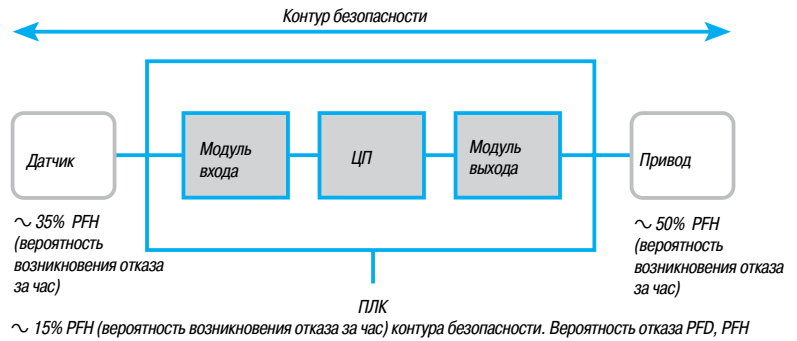 Контур безопасности
Датчик
Модуль
входа
ЦП
Модуль
выхода
Привод
~ 35% PFH
(вероятность
возникновения отказа
за час)
~ 50% PFH
(вероятность
возникновения отказа
за час)
ПЛК
~ 15% PFH (вероятность возникновения отказа за час) контура безопасности. Вероятность отказа PFD, PFH